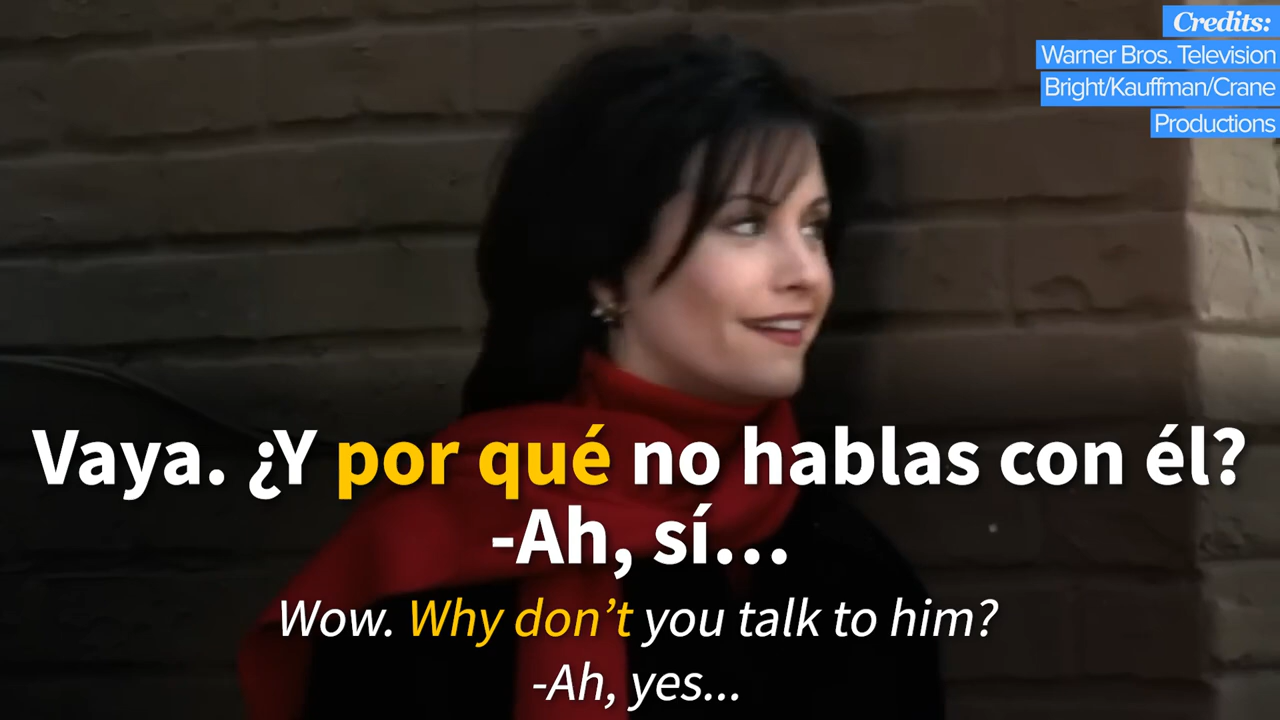 Credits:
Warner Bros. Television
Bright/Kauffman/Crane
Productions
Vaya. ¿Y por qué no hablas con él?
-Ah, sí...
Wow. Why don’t you talk to him?
-Ah, yes...